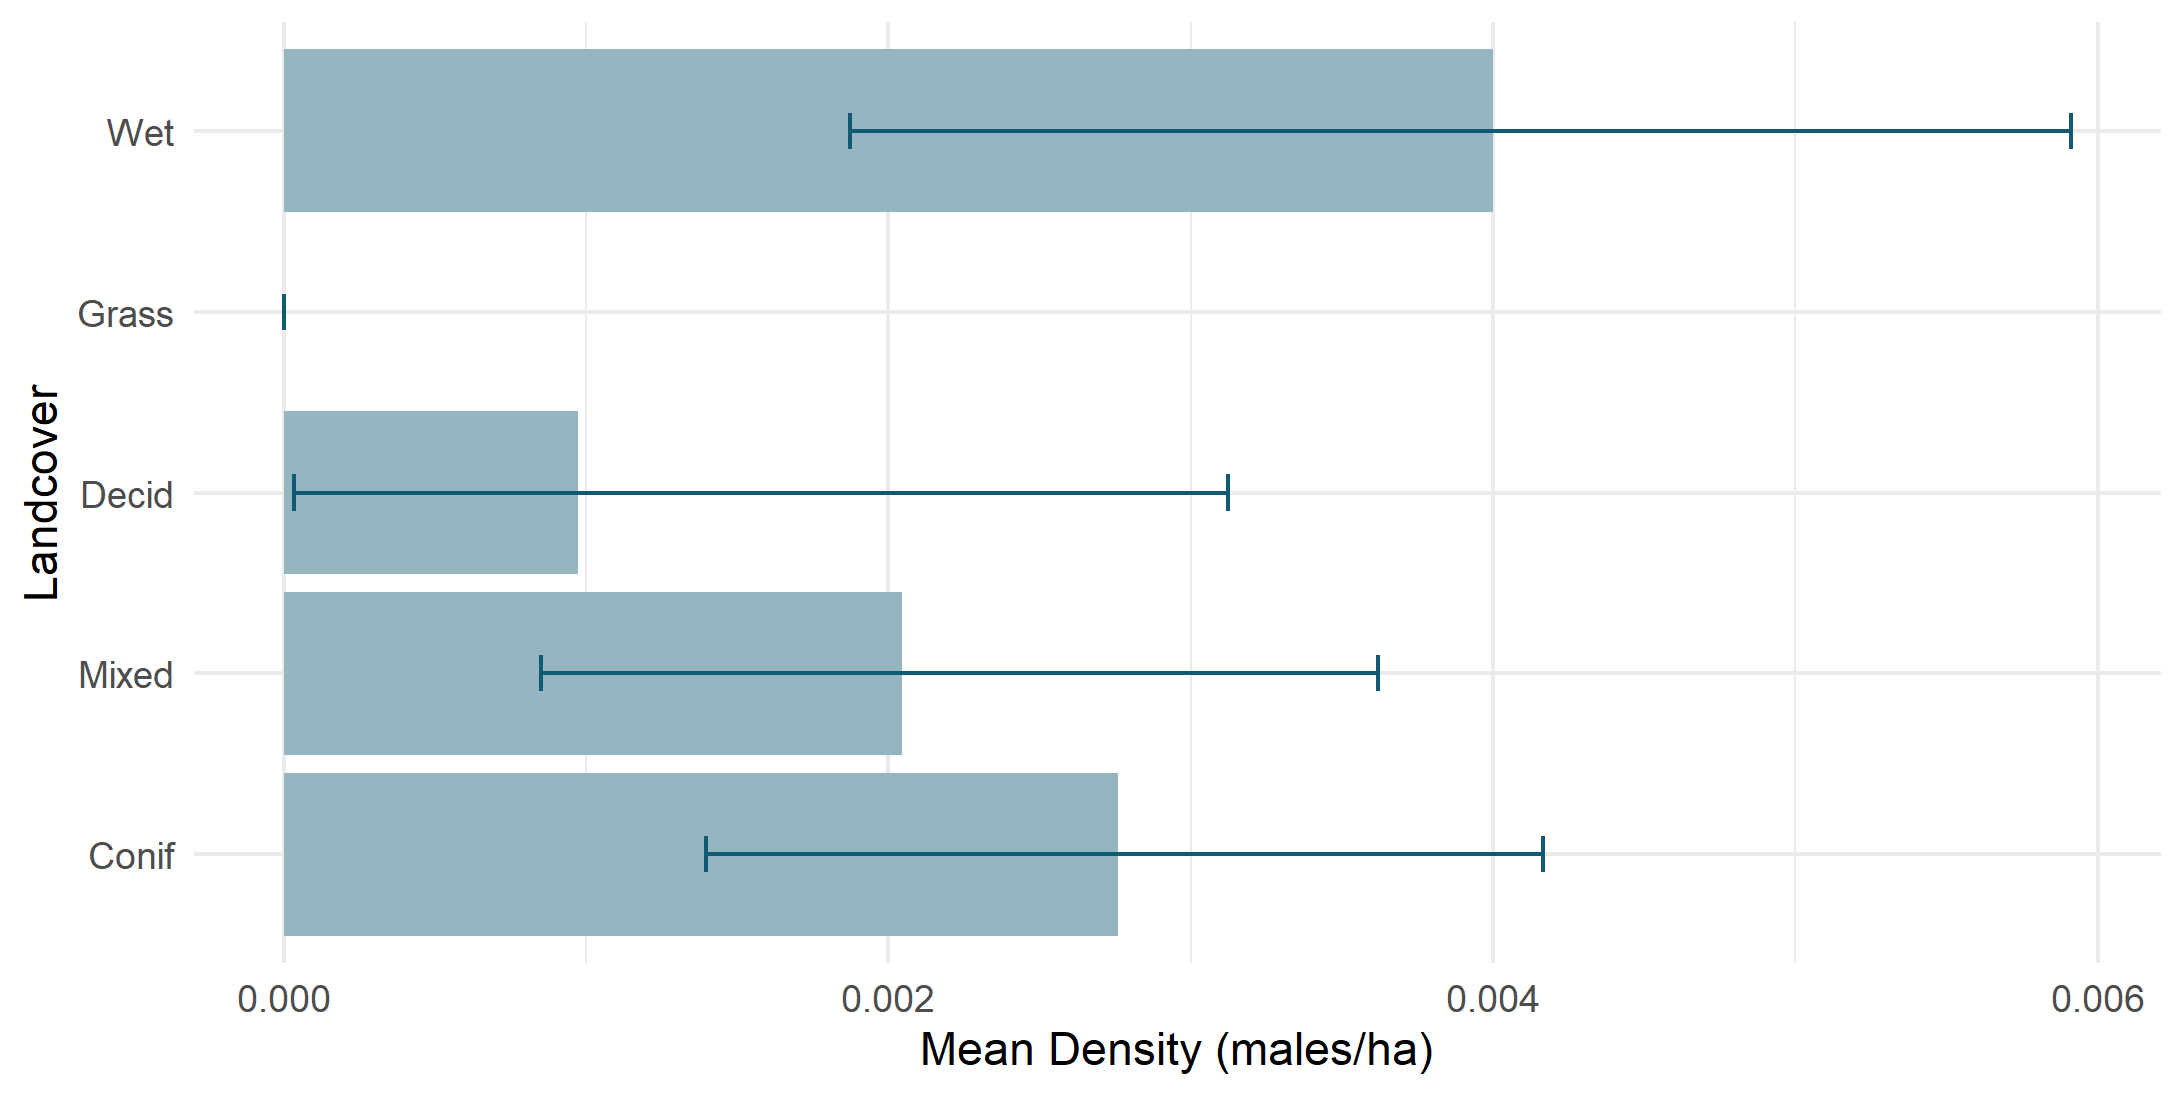 Wet
Grass
Decid
Mixed
Conif
Landcover
0.000 0.002 0.004 0.006
Mean Density (males/ha)